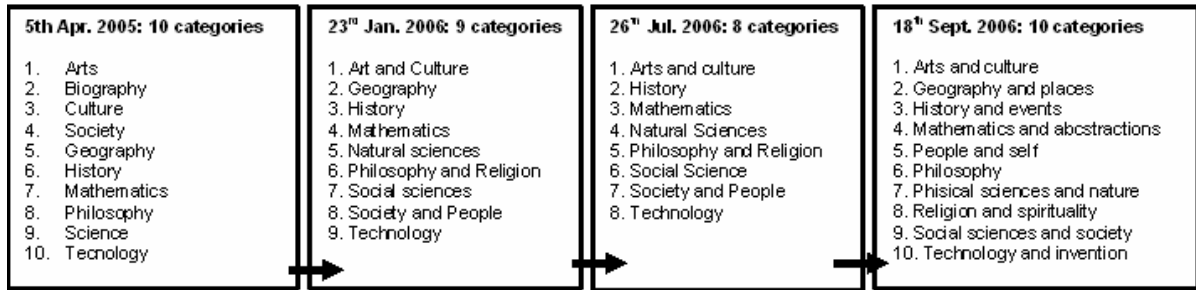 5th Apr. 2005: 10 categories
1. Arts
2. Biography
3. Culture
4. Society
5. Geography
6. History
7. Mathematics
8. Philosophy
9. Science
10. Tecnology
23rd Jan. 2006: 9 categories
1. Art and Culture
2. Geography
3. History
4. Mathematics
5. Natural sciences
6. Philosophy and Religion
7. Social sciences
8. Society and People
9. Technology
26th Jul. 2006: 8 categories
1. Arts and culture
2. History
3. Mathematics
4. Natural Sciences
5. Philosophy and Religion
6. Social Science
7. Society and People
8. Technology
18th Sept. 2006: 10 categories
1. Arts and culture
2. Geography and places
3. History and events
4. Mathematics and abcstractions
5. People and self
6. Philosophy
7. Phisical sciences and nature
8. Religion and spirituality
9. Social sciences and society
10. Technology and invention